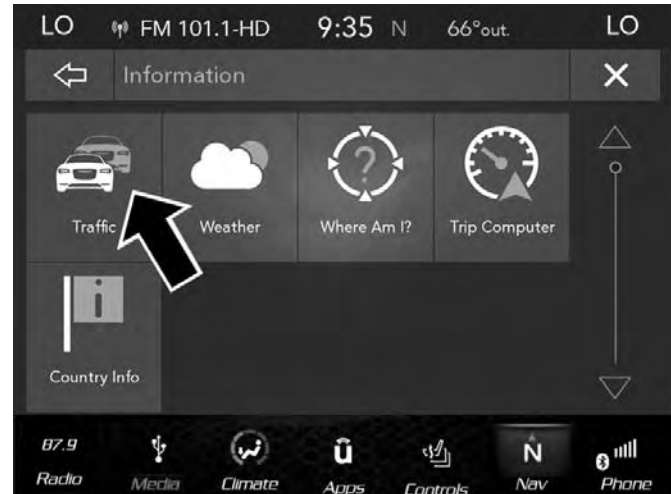 LO FM 101.1-HD 9:35 N 66°out. LO
Information
Traffic Weather Where Am I? Trip Computer
Country Info
87.9
Radio Media Climate Apps Controls Nav Phone